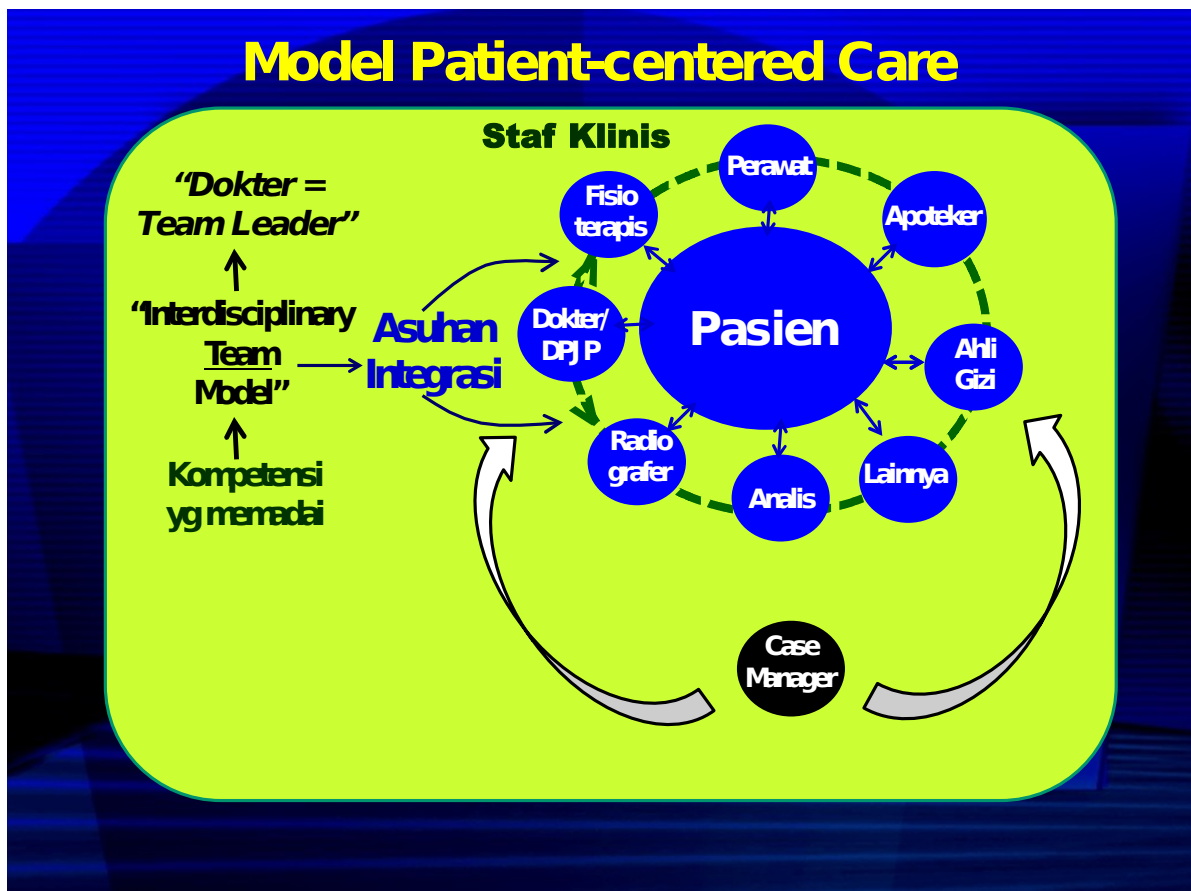 Model Patient-centered Care
Staf Klinis
“Dokter =
Team Leader”
“Interdisciplinary
Team
Model”
Kompetensi
yg memadai
Asuhan
Integrasi
Perawat
Fisio
terapis
Apoteker
Dokter/
DPJP
Pasien
Ahli
Gizi
Radio
grafer
Analis
Lainnya
Case
Manager